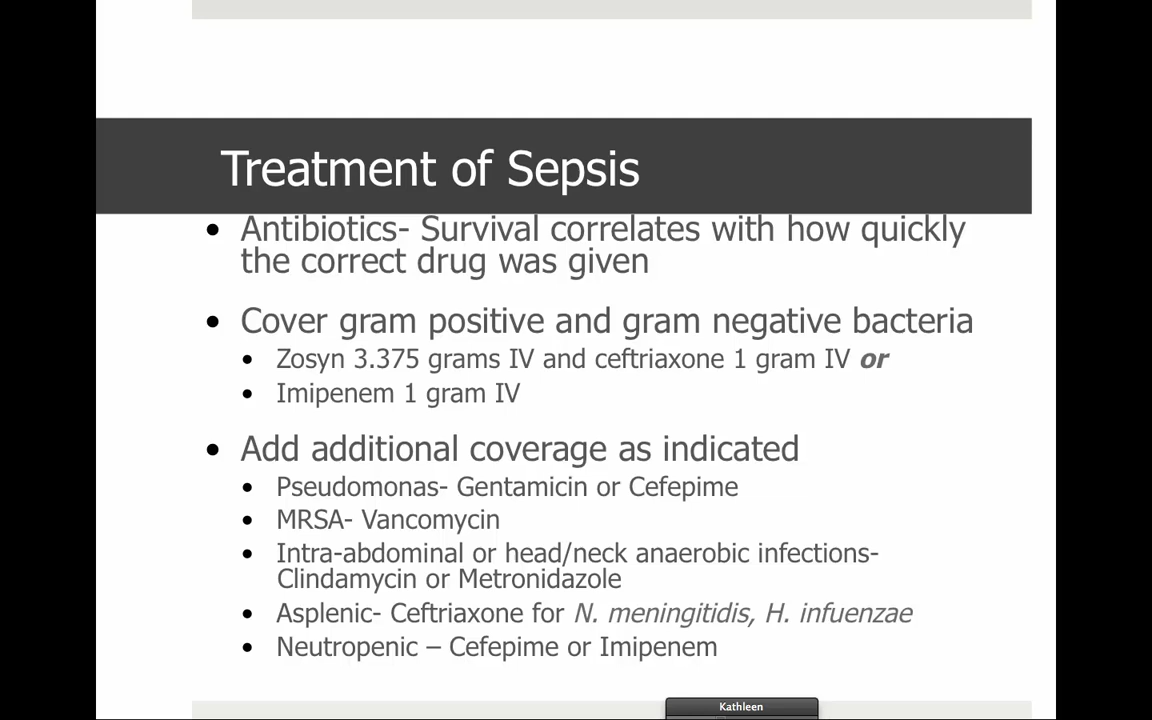 Treatment of Sepsis
• Antibiotics- Survival correlates with how quickly
the correct drug was given
• Cover gram positive and gram negative bacteria
• Zosyn 3.375 grams IV and ceftriaxone 1 gram IV or
• Imipenem 1 gram IV
• Add additional coverage as indicated
• Pseudomonas- Gentamicin or Cefepime
• MRSA- Vancomycin
• Intra-abdominal or head/neck anaerobic infections-
Clindamycin or Metronidazole
• Asplenic- Ceftriaxone for N. meningitidis, H. infuenzae
• Neutropenic – Cefepime or Imipenem
Kathleen